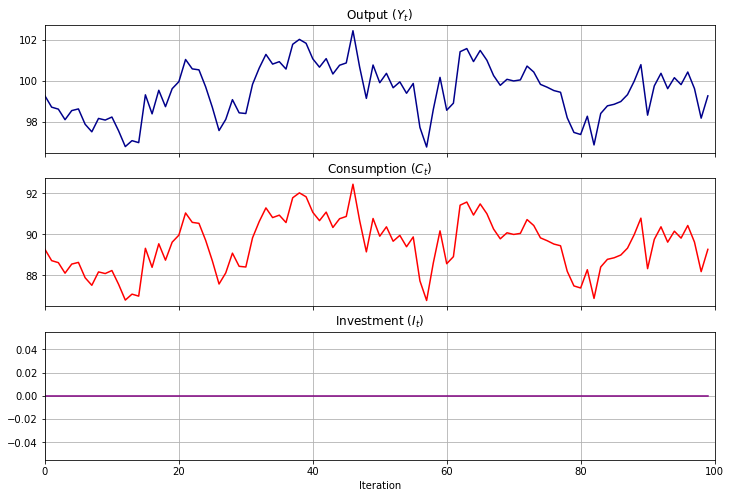 Output (Y_t)
102
100
98
Consumption (C_t)
92
90
88
Investment (I_t)
0.04
0.02
0.00
−0.02
−0.04
0 20 40 60 80 100
Iteration